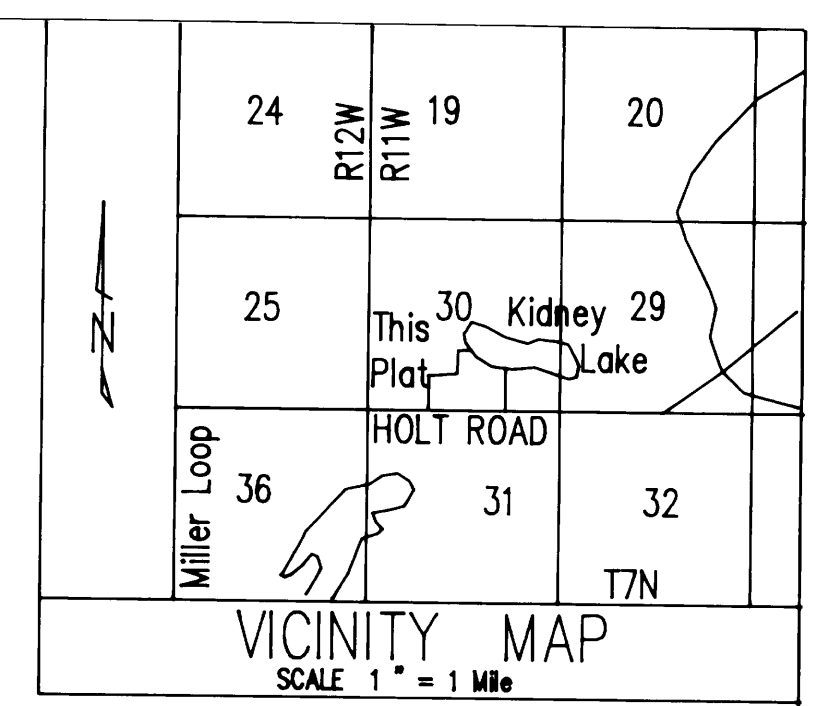 24
R12W
R11W
19
20
N
25
This
Plat
30
Kidney
Lake
29
HOLT ROAD
Miller Loop
36
31
32
T7N
VICINITY MAP
SCALE 1 " = 1 Mile